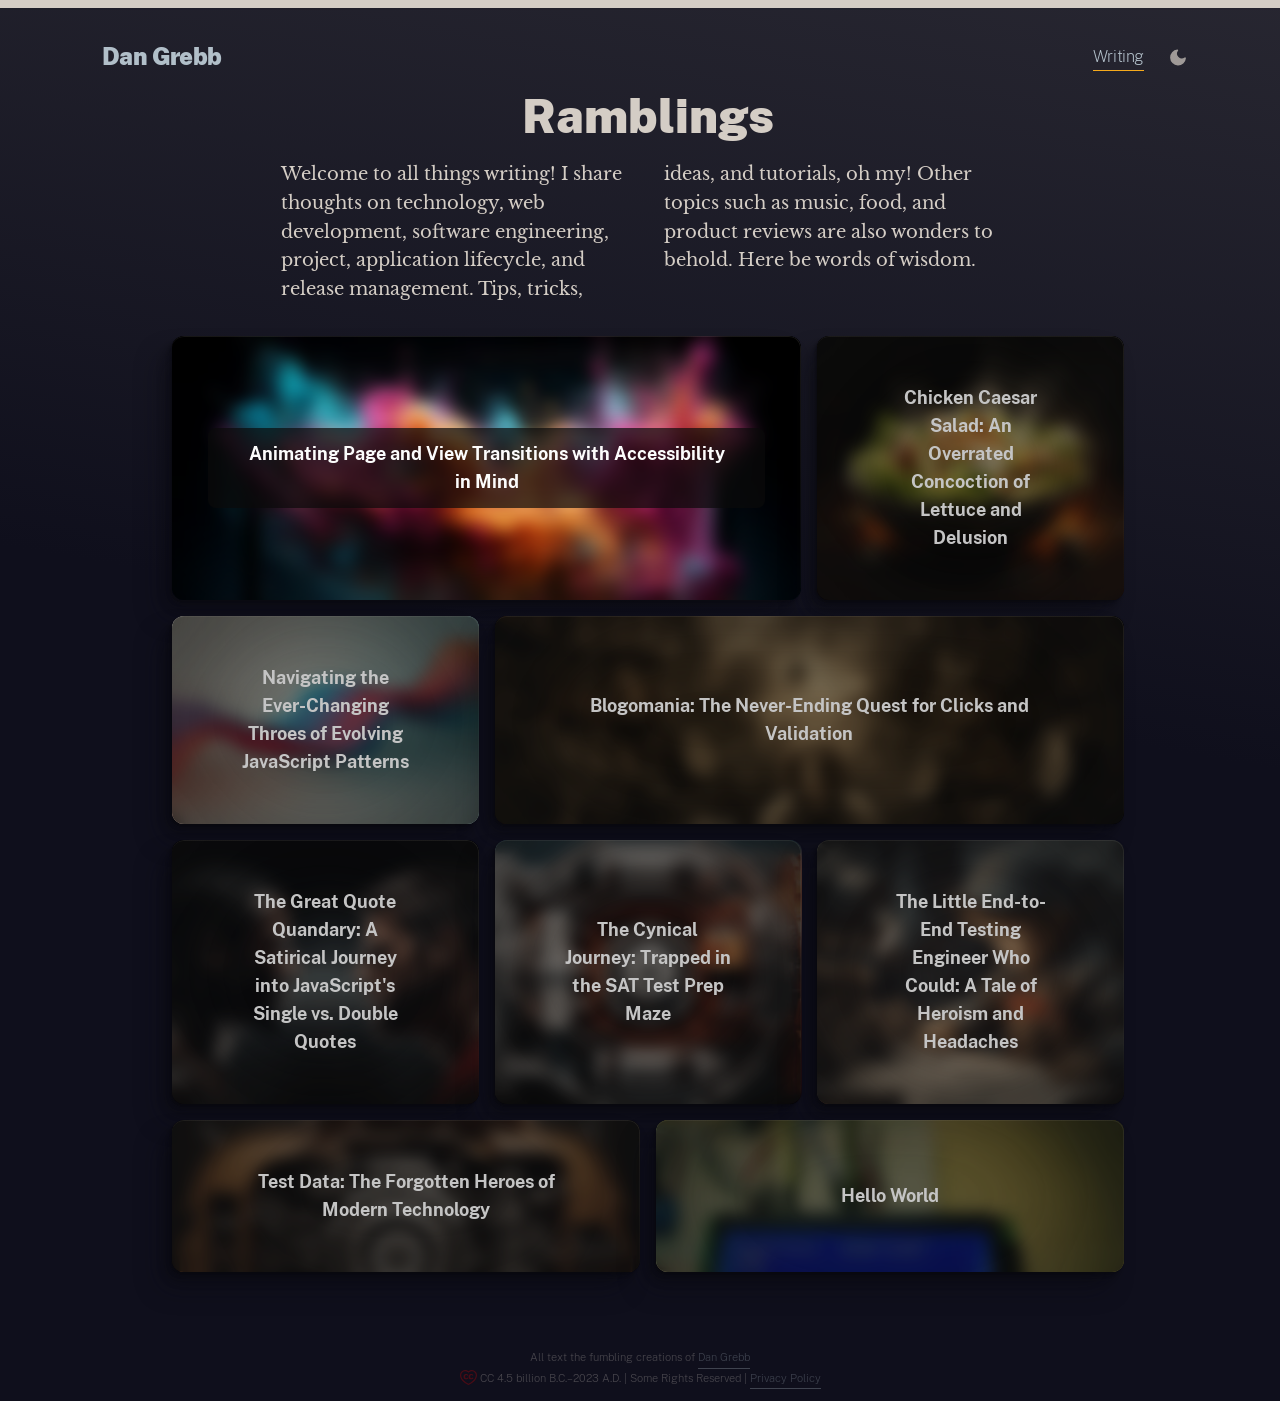 Dan Grebb
Writing
Ramblings
Welcome to all things writing! I share
thoughts on technology, web
development, software engineering,
project, application lifecycle, and
release management. Tips, tricks,
ideas, and tutorials, oh my! Other
topics such as music, food, and
product reviews are also wonders to
behold. Here be words of wisdom.
Animating Page and View Transitions with Accessibility
in Mind
Chicken Caesar
Salad: An
Overrated
Concoction of
Lettuce and
Delusion
Navigating the
Ever-Changing
Throes of Evolving
JavaScript Patterns
Blogomania: The Never-Ending Quest for Clicks and
Validation
The Great Quote
Quandary: A
Satirical Journey
into JavaScript's
Single vs. Double
Quotes
The Cynical
Journey: Trapped in
the SAT Test Prep
Maze
The Little End-to-
End Testing
Engineer Who
Could: A Tale of
Heroism and
Headaches
Test Data: The Forgotten Heroes of
Modern Technology
Hello World
All text the fumbling creations of Dan Grebb
CC 4.5 billion B.C.–2023 A.D. | Some Rights Reserved | Privacy Policy